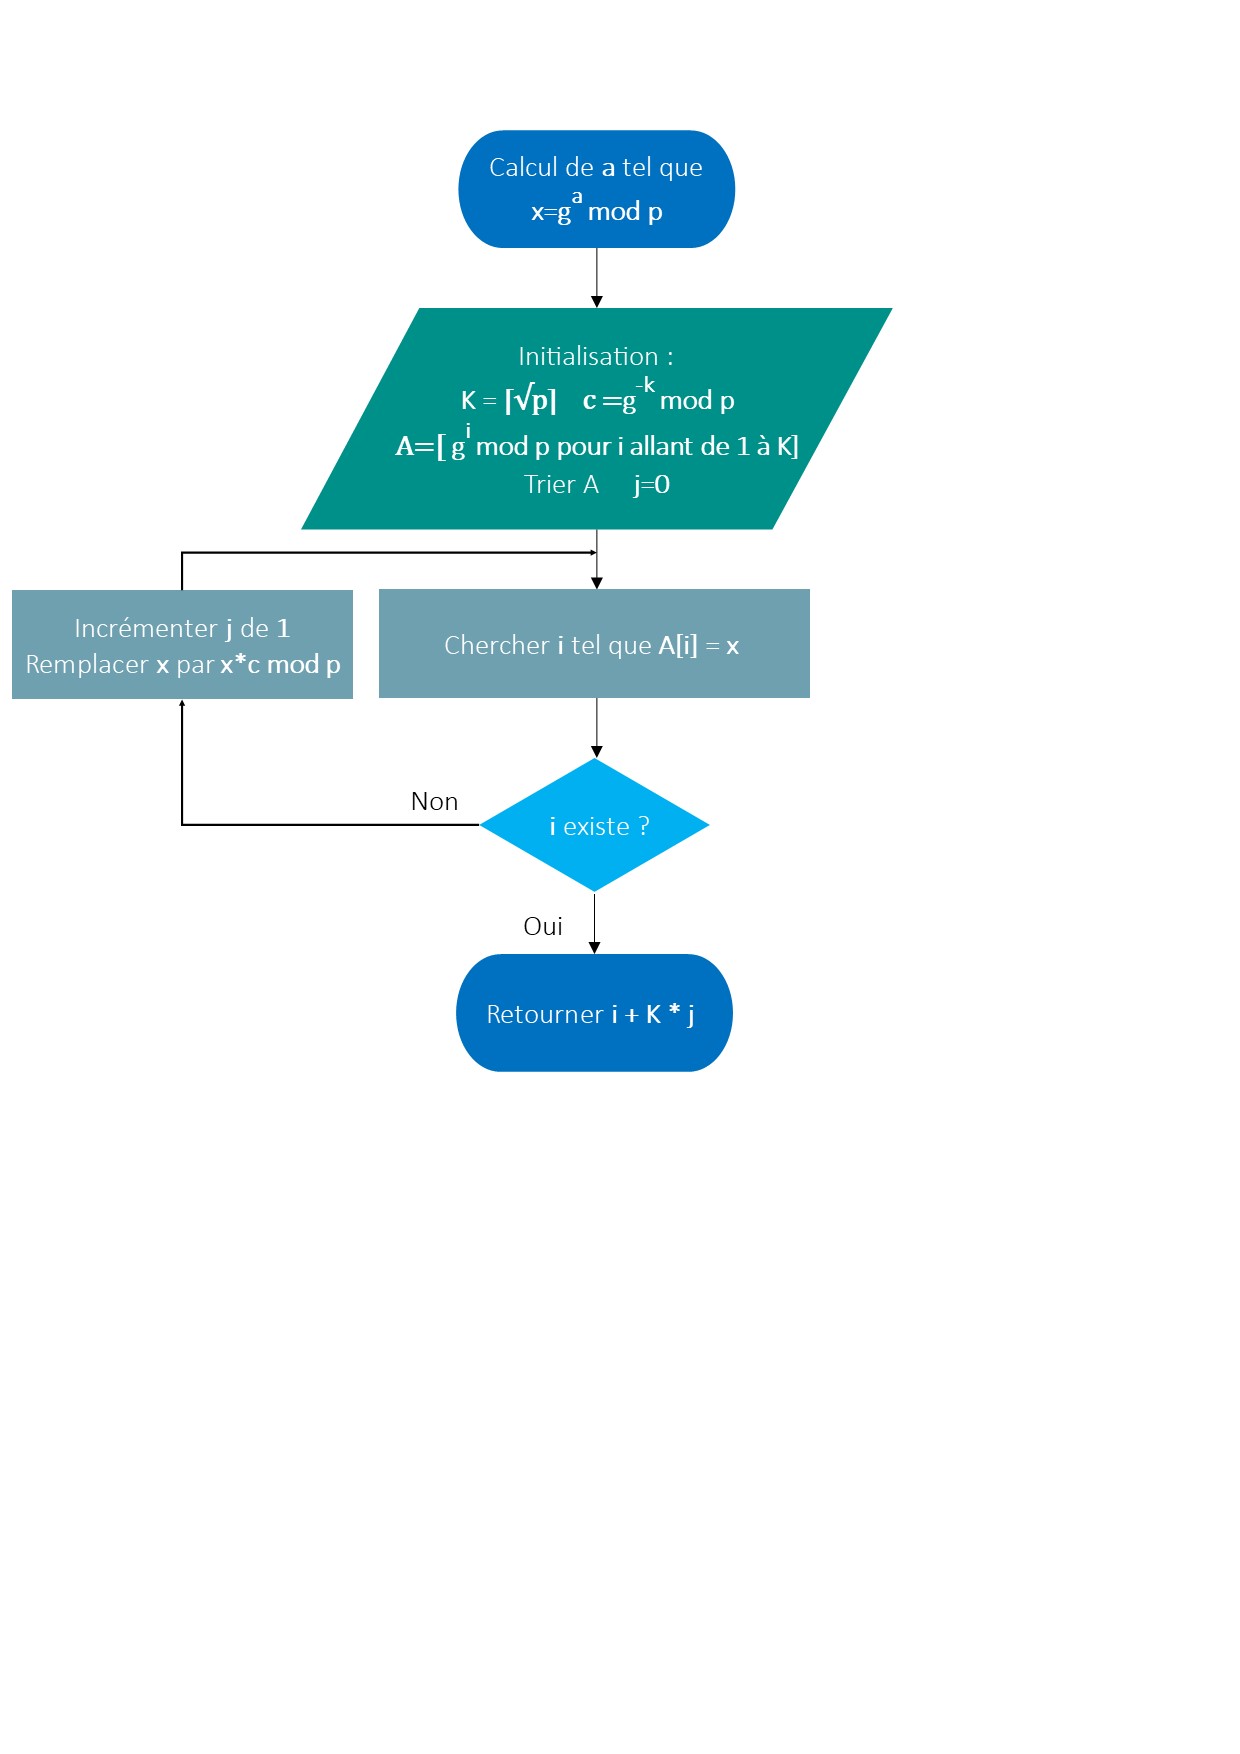 Calcul de a tel que
x=g^a mod p
Initialisation :
K = ⌈√p⌉ c =g^-k mod p
A=[ g^i mod p pour i allant de 1 à K]
Trier A j=0
Incrémenter j de 1
Remplacer x par x*c mod p
Chercher i tel que A[i] = x
Non
i existe ?
Oui
Retourner i + K * j